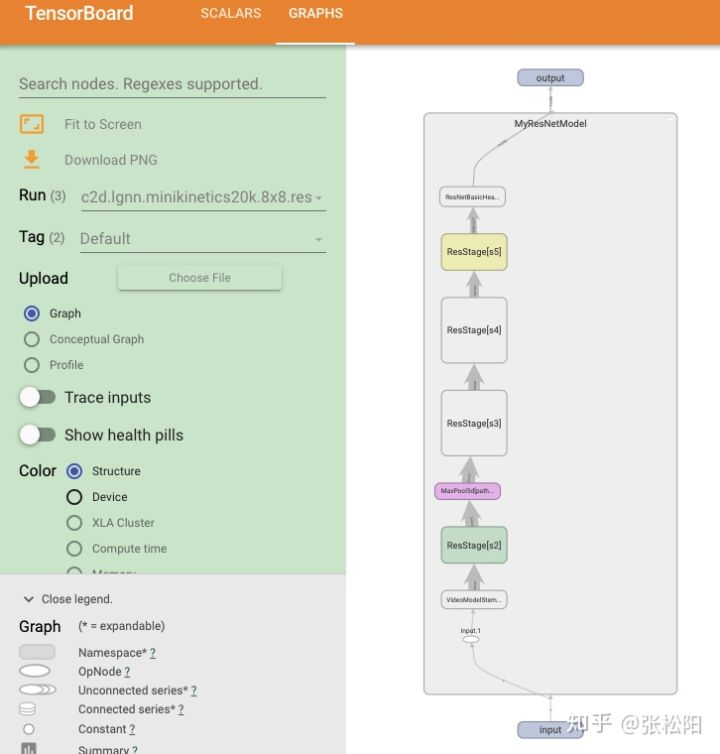 TensorBoard
SCALARS
GRAPHS
Search nodes. Regexes supported.
Fit to Screen
Download PNG
Run (3) c2d.lgnn.minikinetics20k.8x8.res
Tag (2) Default
Upload Choose File
Graph
Conceptual Graph
Profile
Trace inputs
Show health pills
Color Structure
Device
XLA Cluster
Compute time
Memory
Close legend.
Graph (* = expandable)
Namespace* ?
OpNode ?
Unconnected series* ?
Connected series* ?
Constant ?
Summary ?
output
MyResNetModel
ResNetBasicHea...
ResStage[s5]
ResStage[s4]
ResStage[s3]
MaxPool3d[path...
ResStage[s2]
VideoModelStem...
input.1
input
知乎 @张松阳